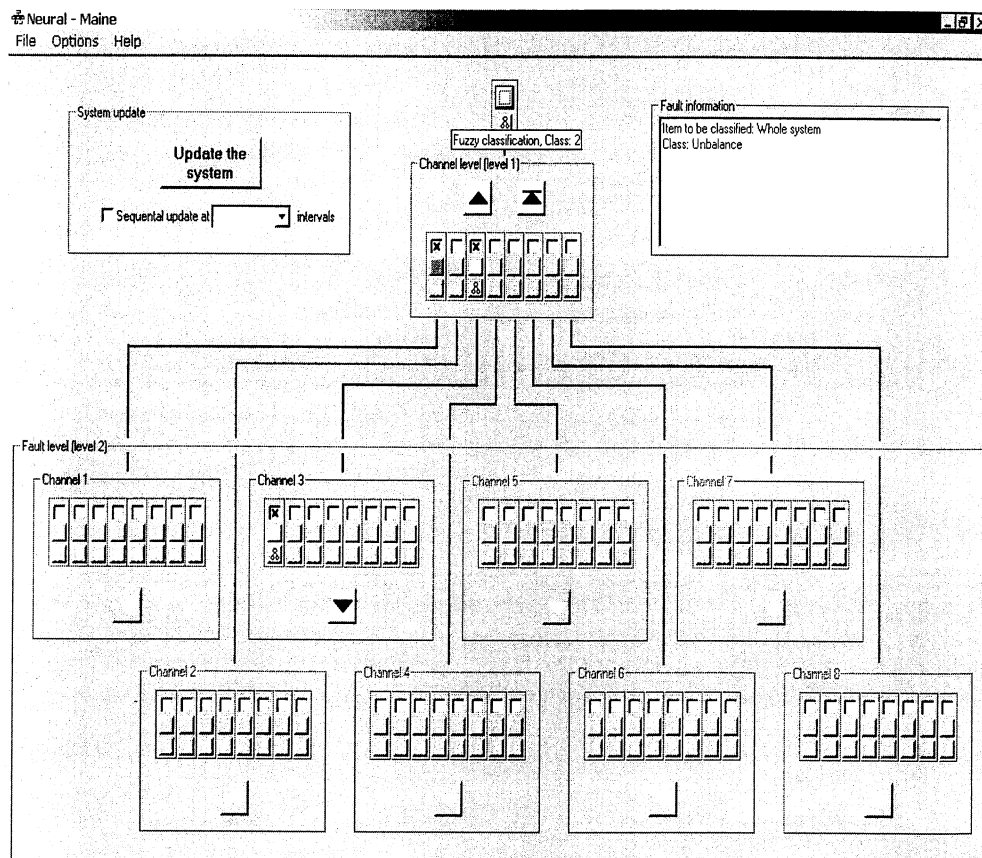 Neural - Maine
File Options Help
System update
Update the
system
Sequental update at
intervals
Fuzzy classification, Class: 2
Channel level (level 1)
Fault information
Item to be classified: Whole system
Class: Unbalance
Fault level (level 2)
Channel 1
Channel 3
Channel 5
Channel 7
Channel 2
Channel 4
Channel 6
Channel 8